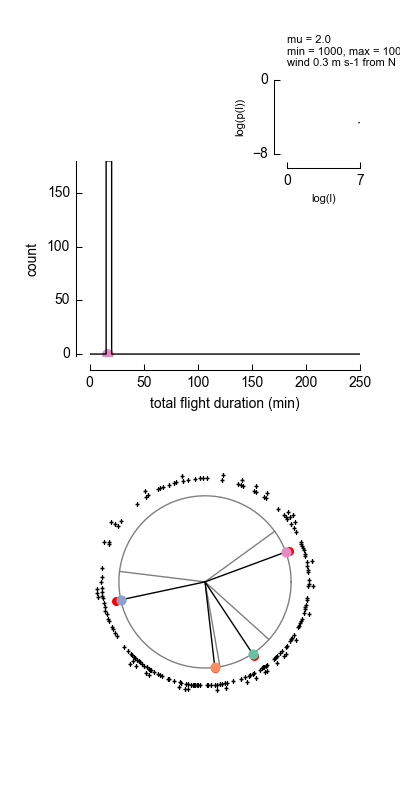 mu = 2.0
min = 1000, max = 100
wind 0.3 m s-1 from N
0
log(p(l))
−8
0
7
log(l)
150
100
50
0
count
0
50
100
150
200
250
total flight duration (min)